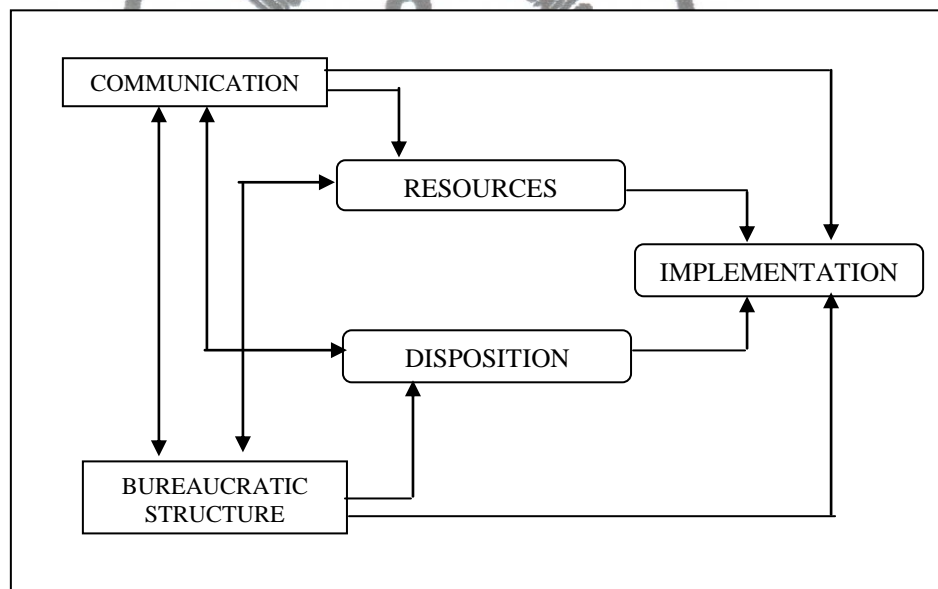 COMMUNICATION
RESOURCES
IMPLEMENTATION
DISPOSITION
BUREAUCRATIC
STRUCTURE